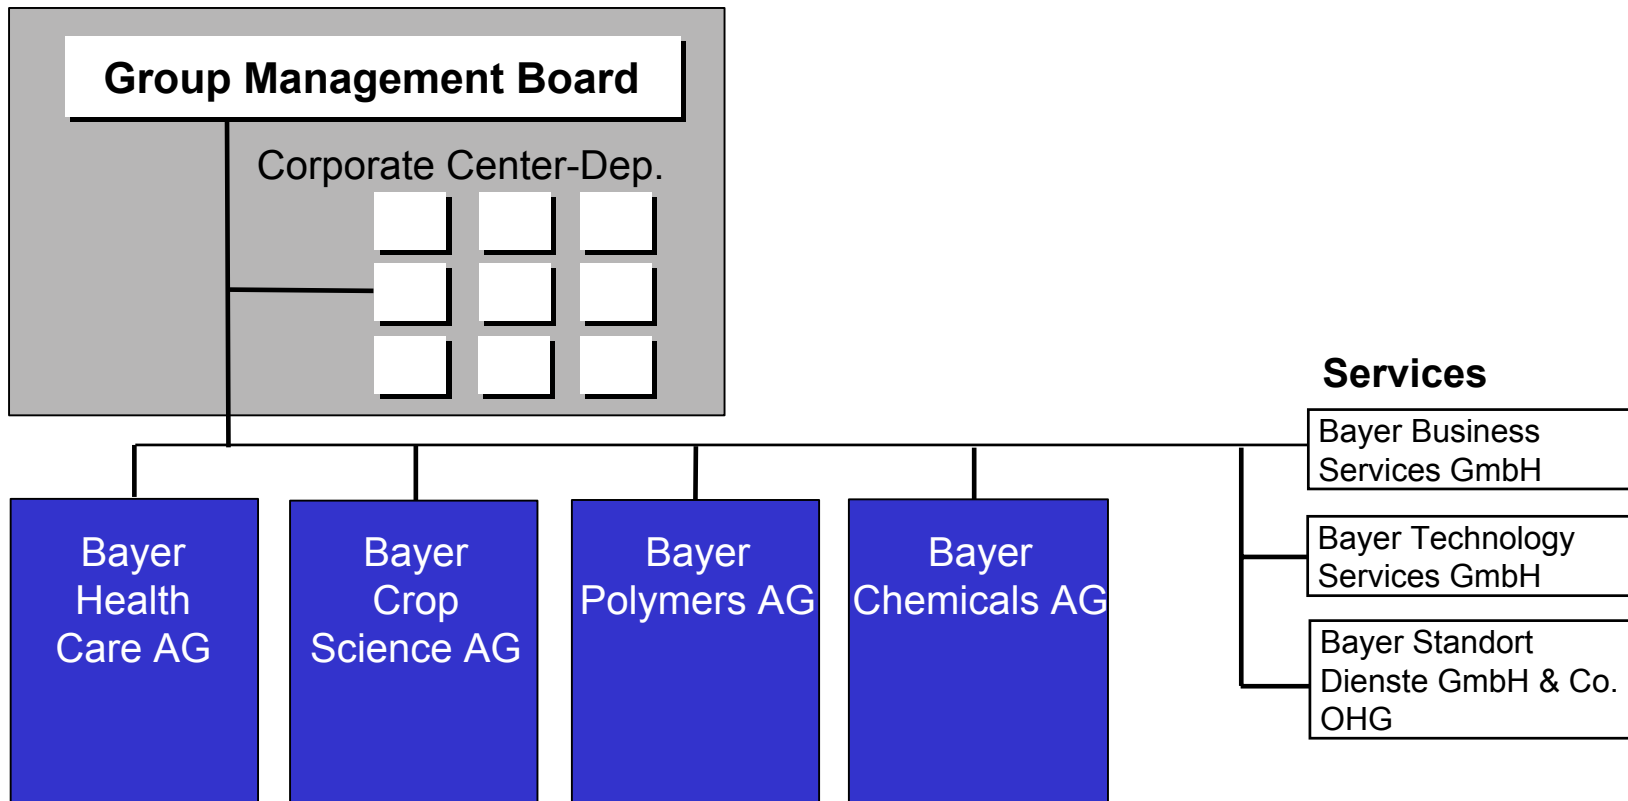 Group Management Board
Corporate Center-Dep.
Services
Bayer Business
Services GmbH
Bayer Technology
Services GmbH
Bayer Standort
Dienste GmbH & Co.
OHG
Bayer
Health
Care AG
Bayer
Crop
Science AG
Bayer
Polymers AG
Bayer
Chemicals AG